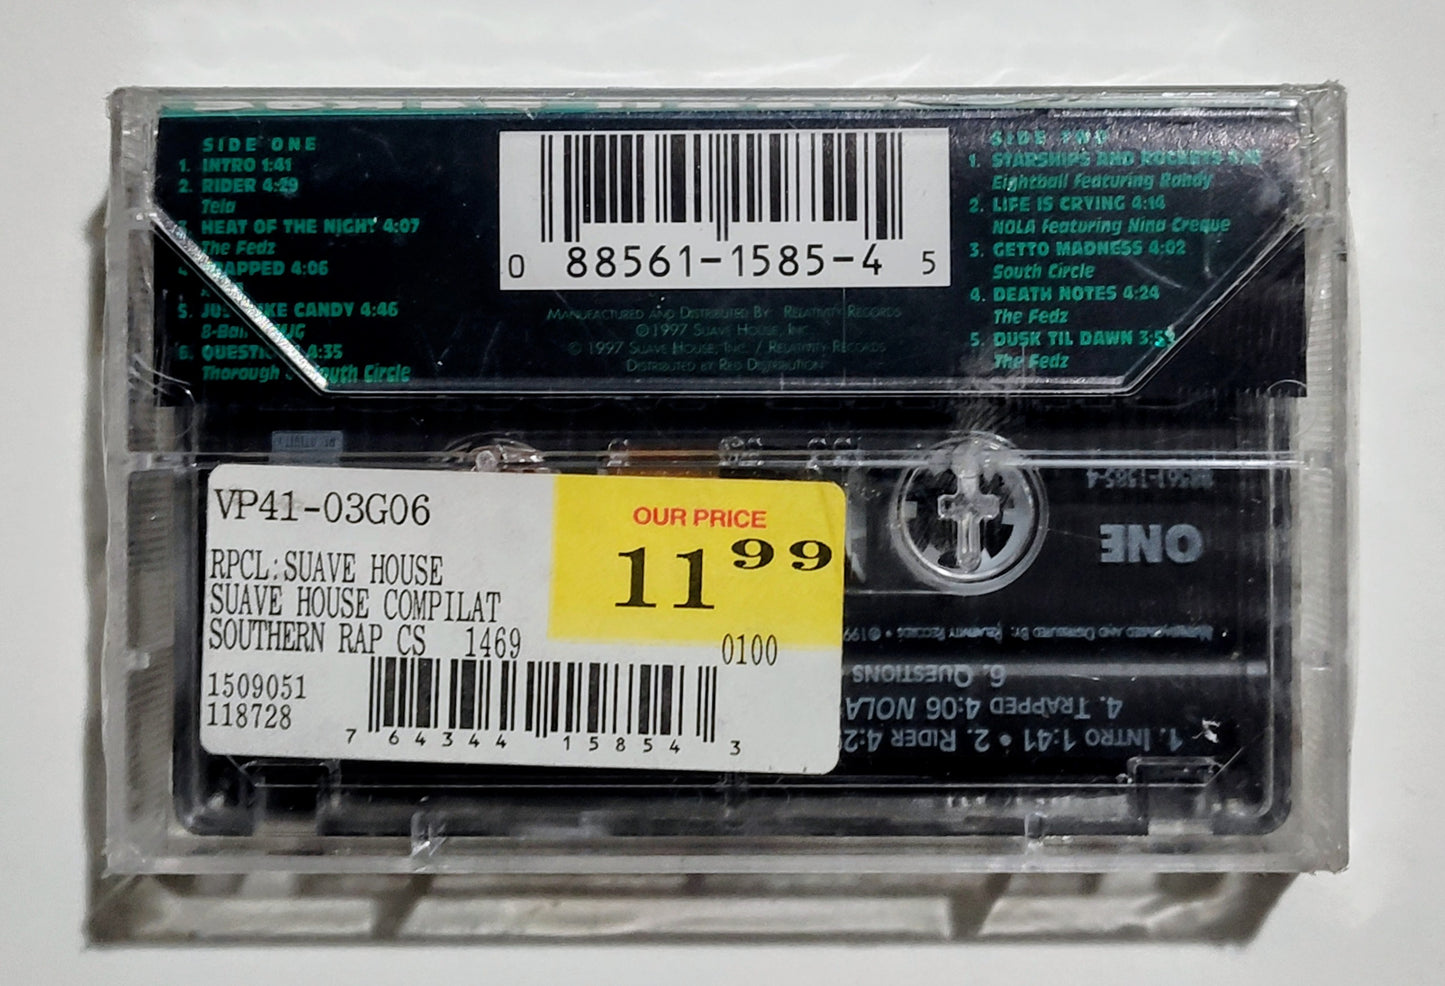 SIDE ONE
1. INTRO 1:41
2. RIDER 4:29
Tela
HEAT OF THE NIGHT 4:07
The Fedz
4:06
5. CANDY 4:46
8-Ball
6. 4:35
Thorough South Circle
0 88561-1585-4 5
MANUFACTURED AND DISTRIBUTED BY: RELATIVITY RECORDS
©1997 SUAVE HOUSE, INC.
℗ 1997 SUAVE HOUSE, INC. / RELATIVITY RECORDS
DISTRIBUTED BY RED DISTRIBUTION
SIDE TWO
1. STARSHIPS AND ROCKETS
Eightball featuring Randy
2. LIFE IS CRYING 4:14
NOLA featuring Nina Creque
3. GETTO MADNESS 4:02
South Circle
4. DEATH NOTES 4:24
The Fedz
5. DUSK TIL DAWN
The Fedz
VP41-03G06
OUR PRICE
11 99
RPCL:SUAVE HOUSE
SUAVE HOUSE COMPILAT
SOUTHERN RAP CS 1469
0100
1509051
118728
7 64344 15854 3
88561-1585-4
ONE
6. QUESTIONS
4. TRAPPED 4:06 NOLA
1. INTRO 1:41 • 2. RIDER